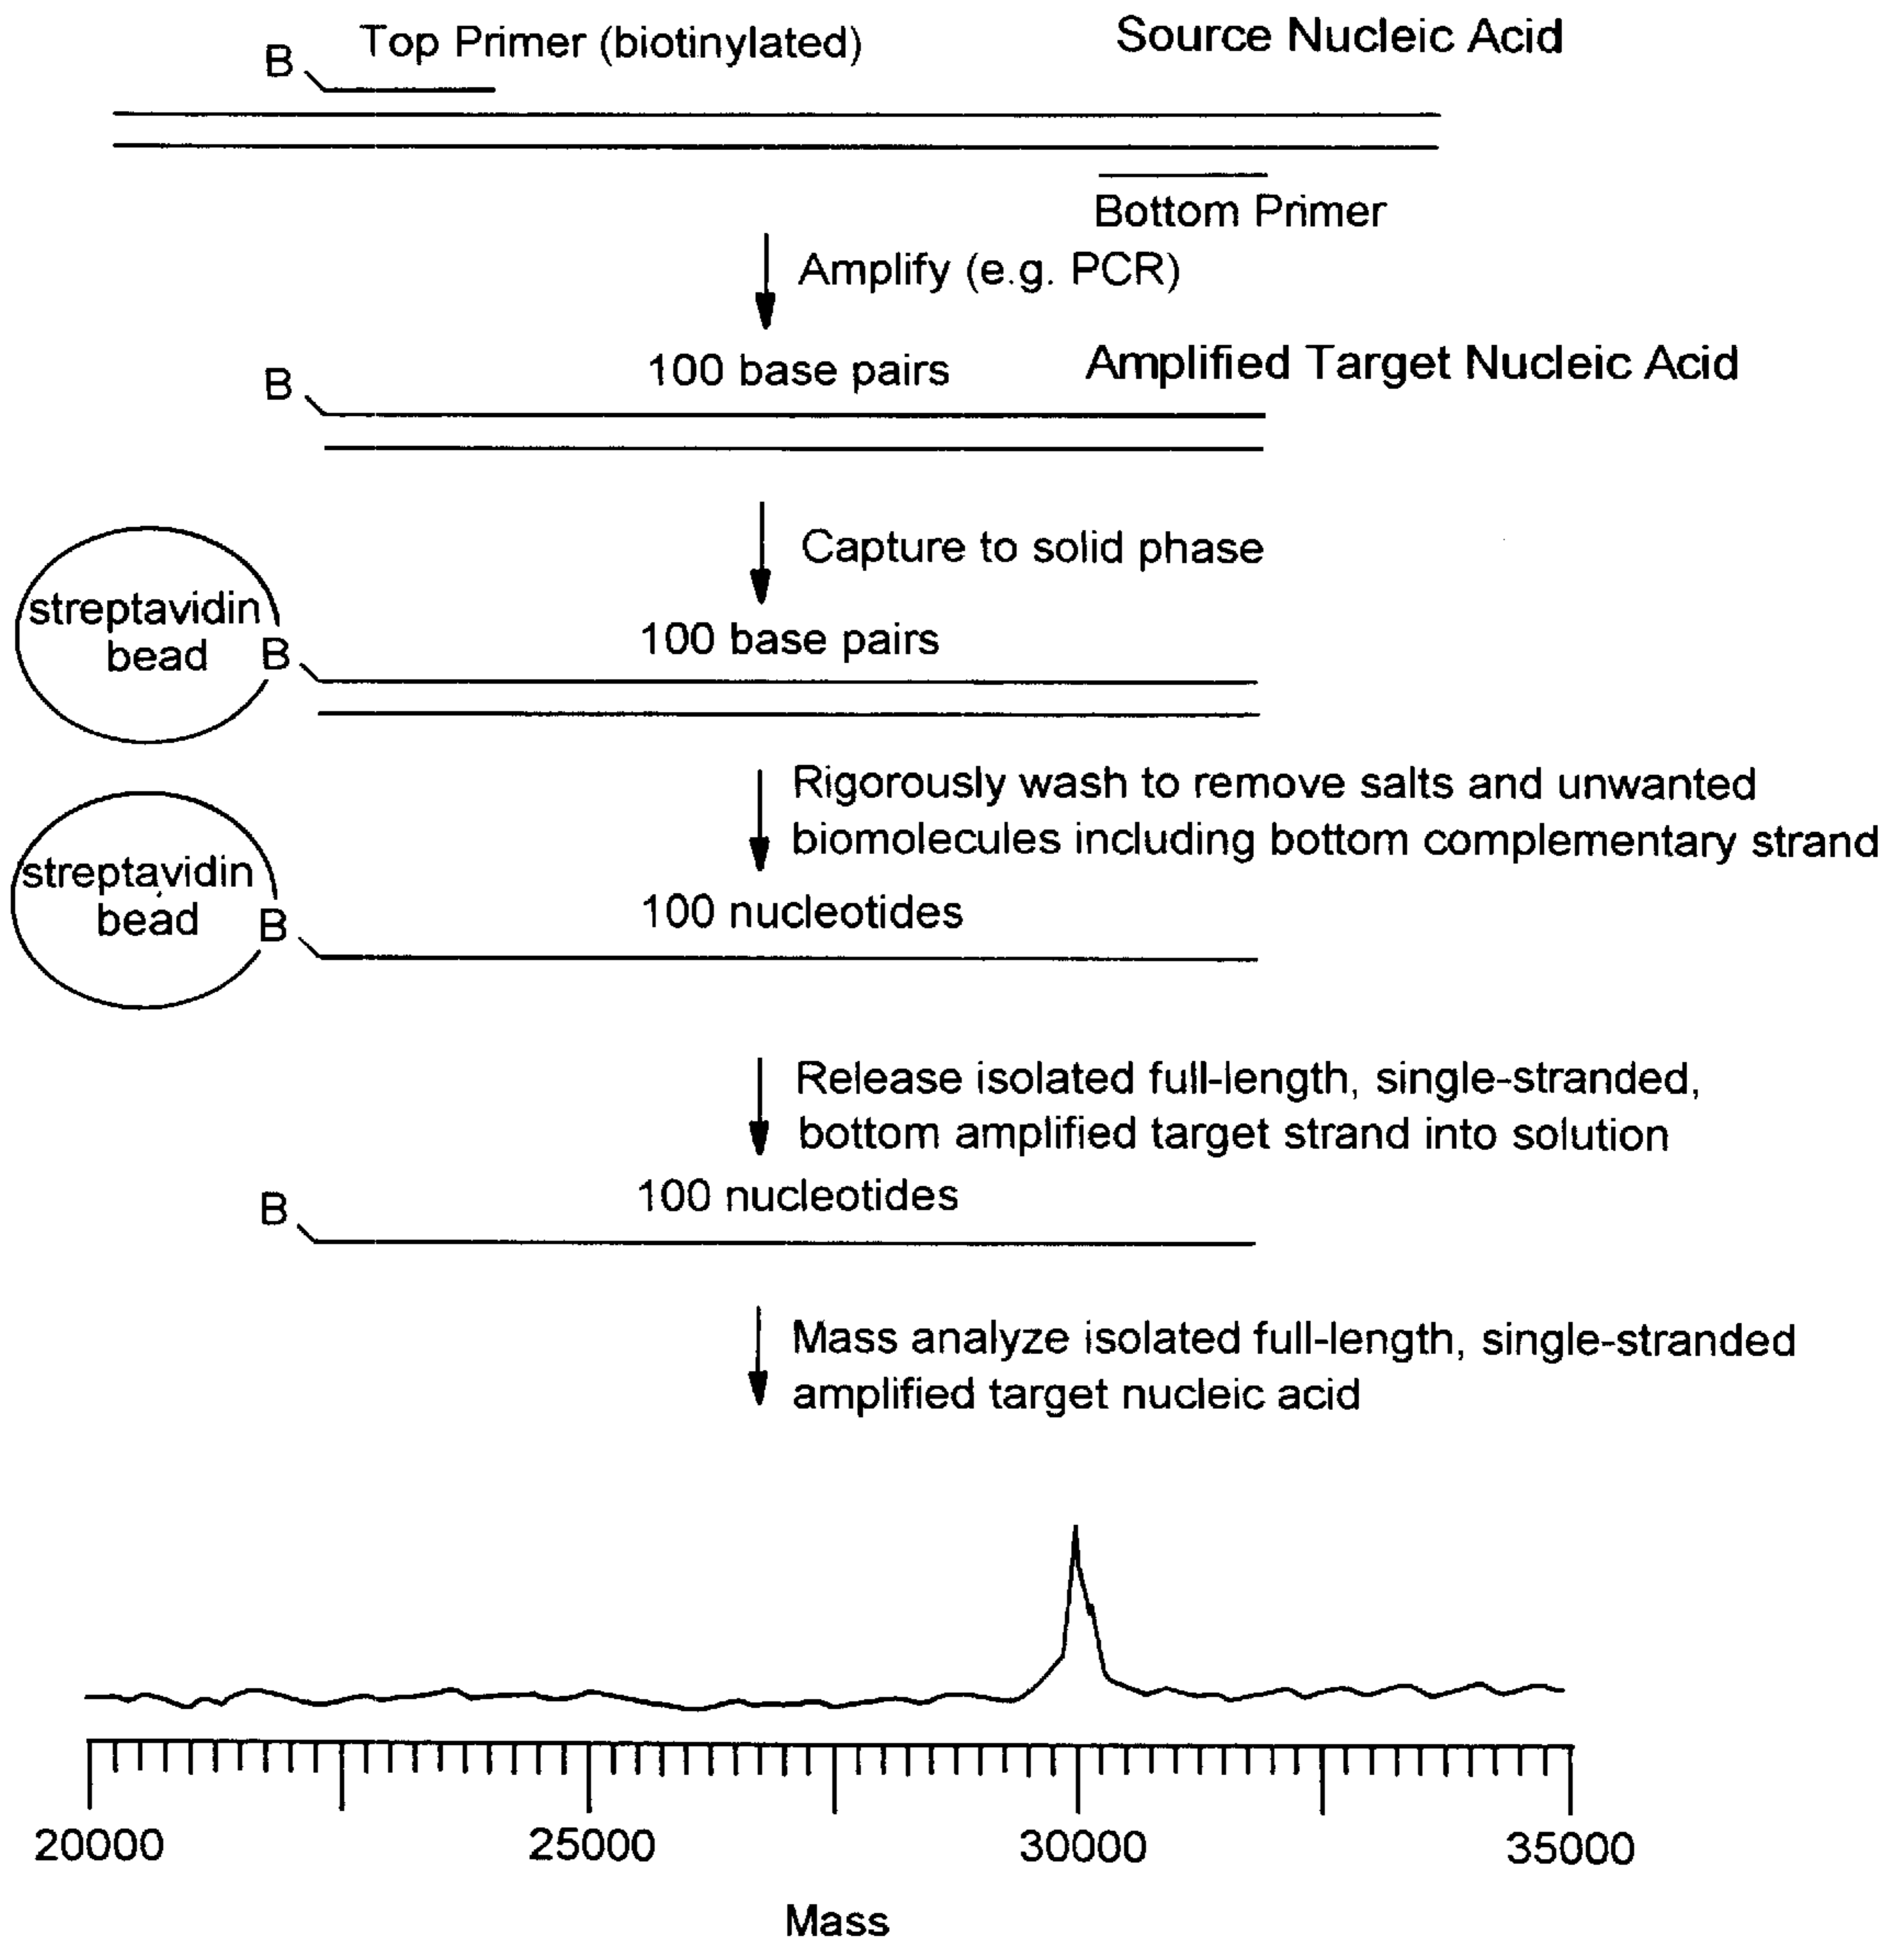 Top Primer (biotinylated)
Source Nucleic Acid
B
Bottom Primer
Amplify (e.g. PCR)
100 base pairs
Amplified Target Nucleic Acid
B
Capture to solid phase
streptavidin
bead
B
100 base pairs
Rigorously wash to remove salts and unwanted
biomolecules including bottom complementary strand
streptavidin
bead
B
100 nucleotides
Release isolated full-length, single-stranded,
bottom amplified target strand into solution
100 nucleotides
B
Mass analyze isolated full-length, single-stranded
amplified target nucleic acid
20000
25000
30000
35000
Mass